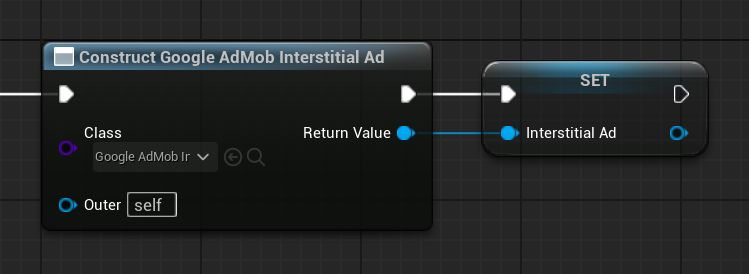 Construct Google AdMob Interstitial Ad
SET
Class
Google AdMob Ir
Return Value
Interstitial Ad
Outer
self